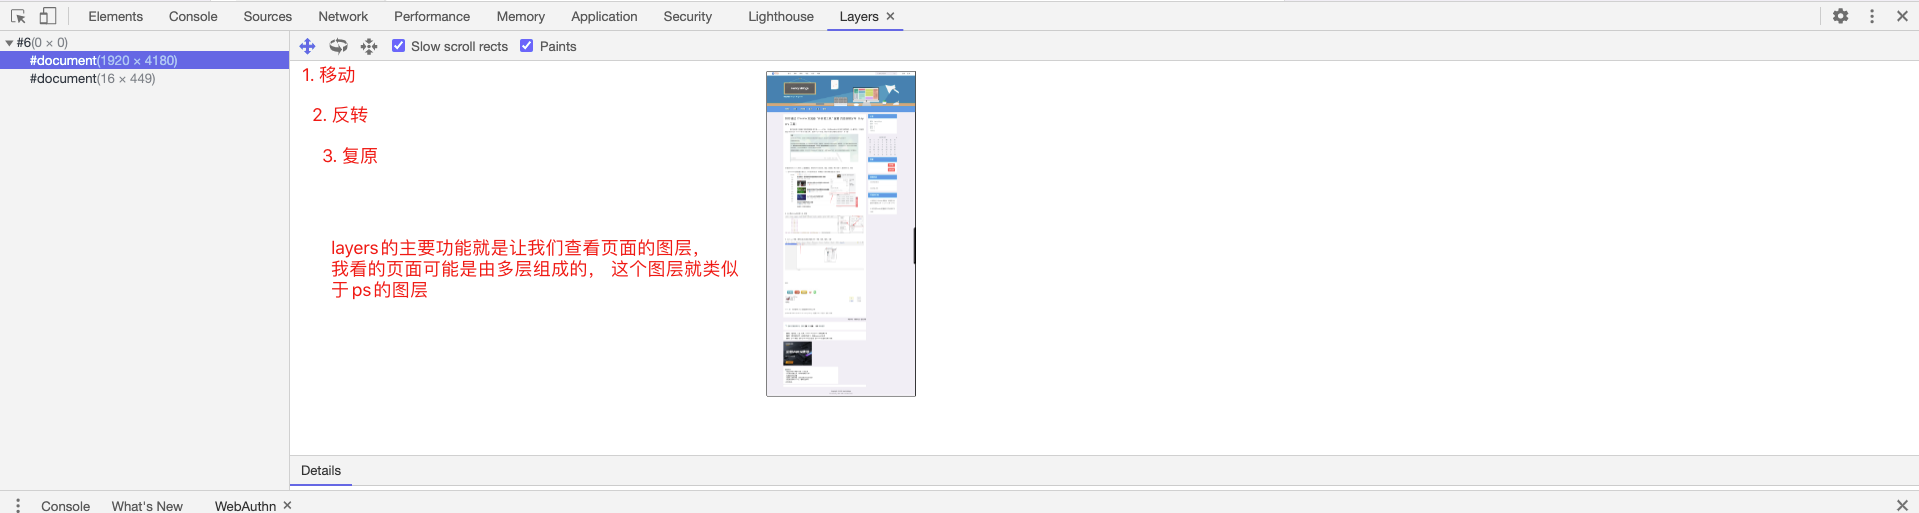 Elements Console Sources Network Performance Memory Application Security Lighthouse Layers ×
#6(0 × 0)
#document(1920 × 4180)
#document(16 × 449)
Slow scroll rects Paints
1. 移动
2. 反转
3. 复原
layers的主要功能就是让我们查看页面的图层，
我看的页面可能是由多层组成的， 这个图层就类似
于ps的图层
Details
Console What's New WebAuthn ×